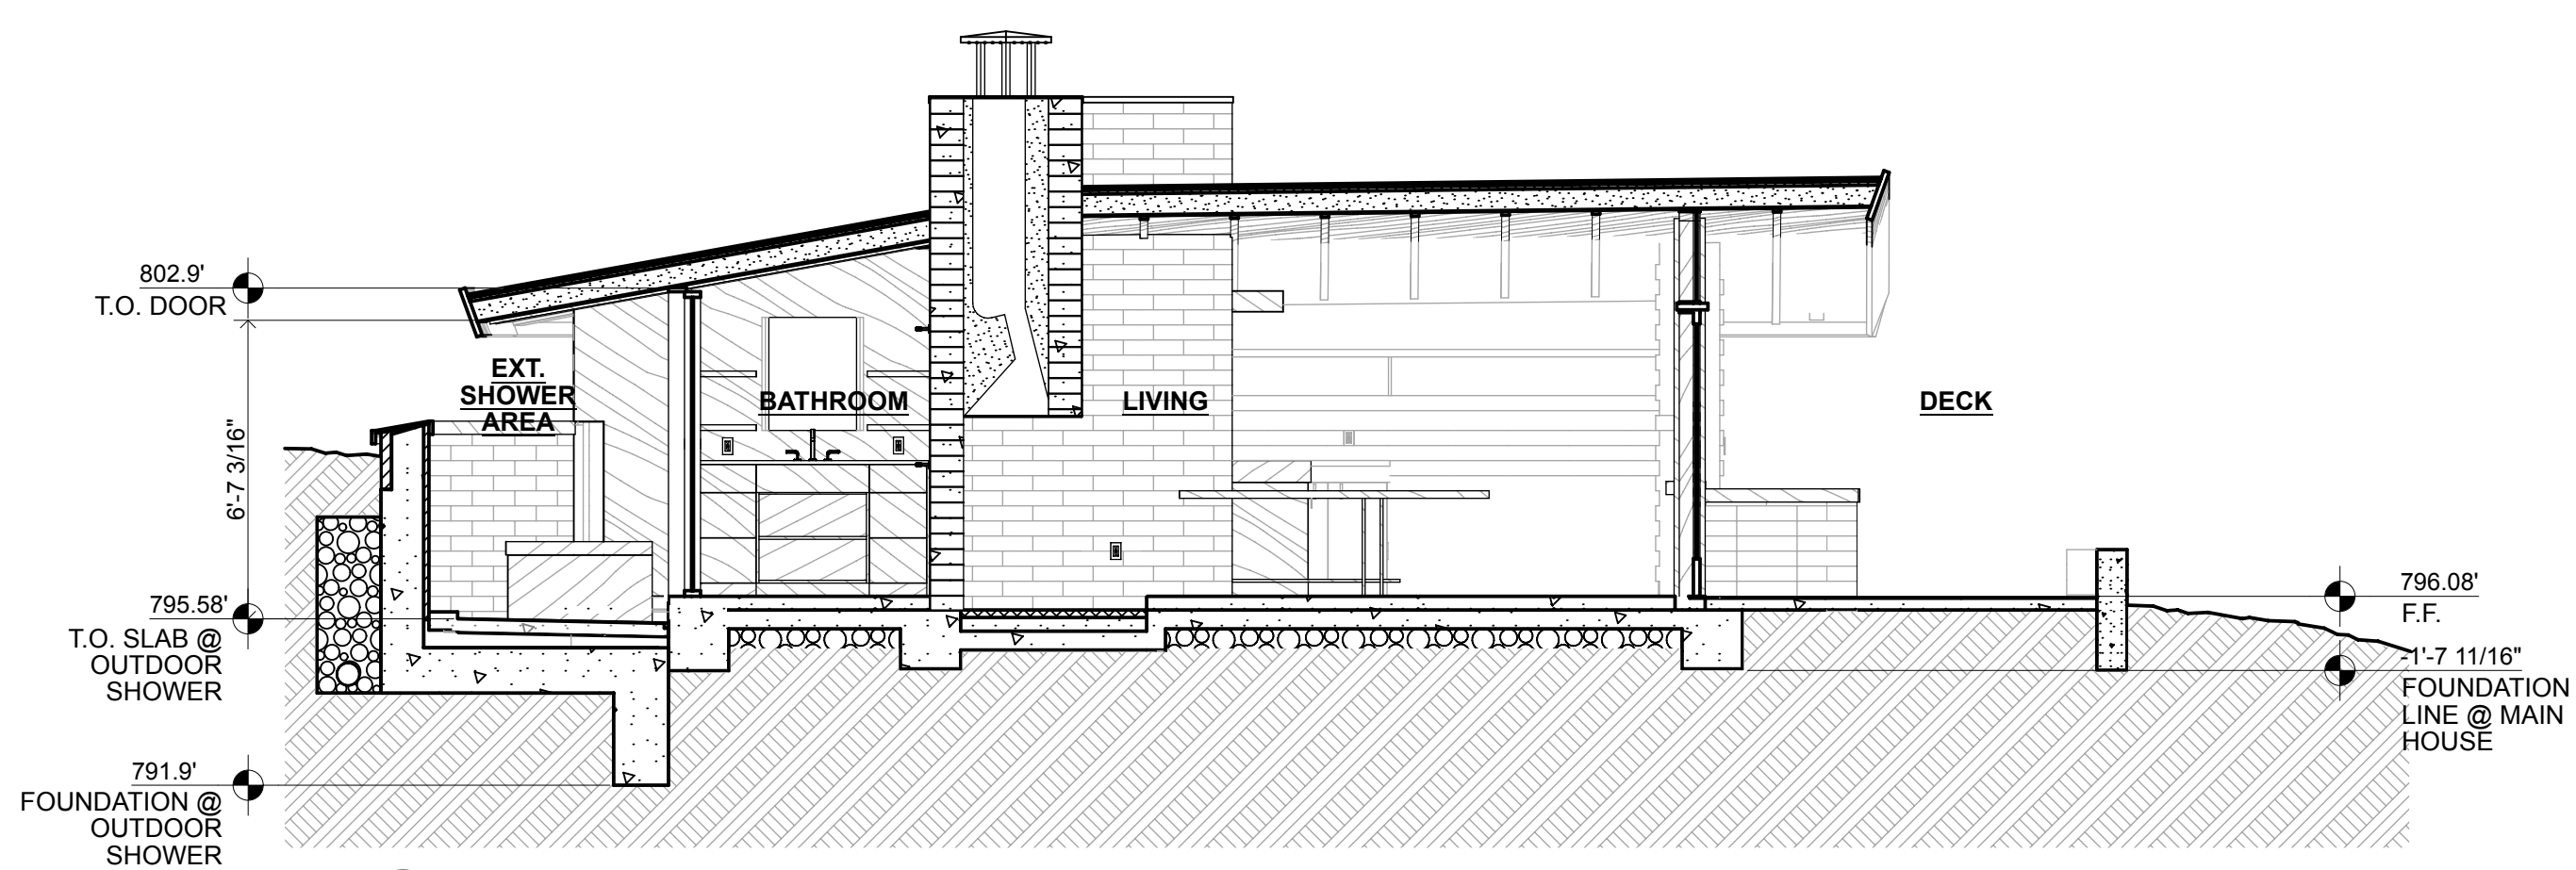 802.9'
T.O. DOOR
6'-7 3/16"
EXT.
SHOWER
AREA
BATHROOM
LIVING
DECK
795.58'
T.O. SLAB @
OUTDOOR
SHOWER
791.9'
FOUNDATION @
OUTDOOR
SHOWER
796.08'
F.F.
-1'-7 11/16"
FOUNDATION
LINE @ MAIN
HOUSE